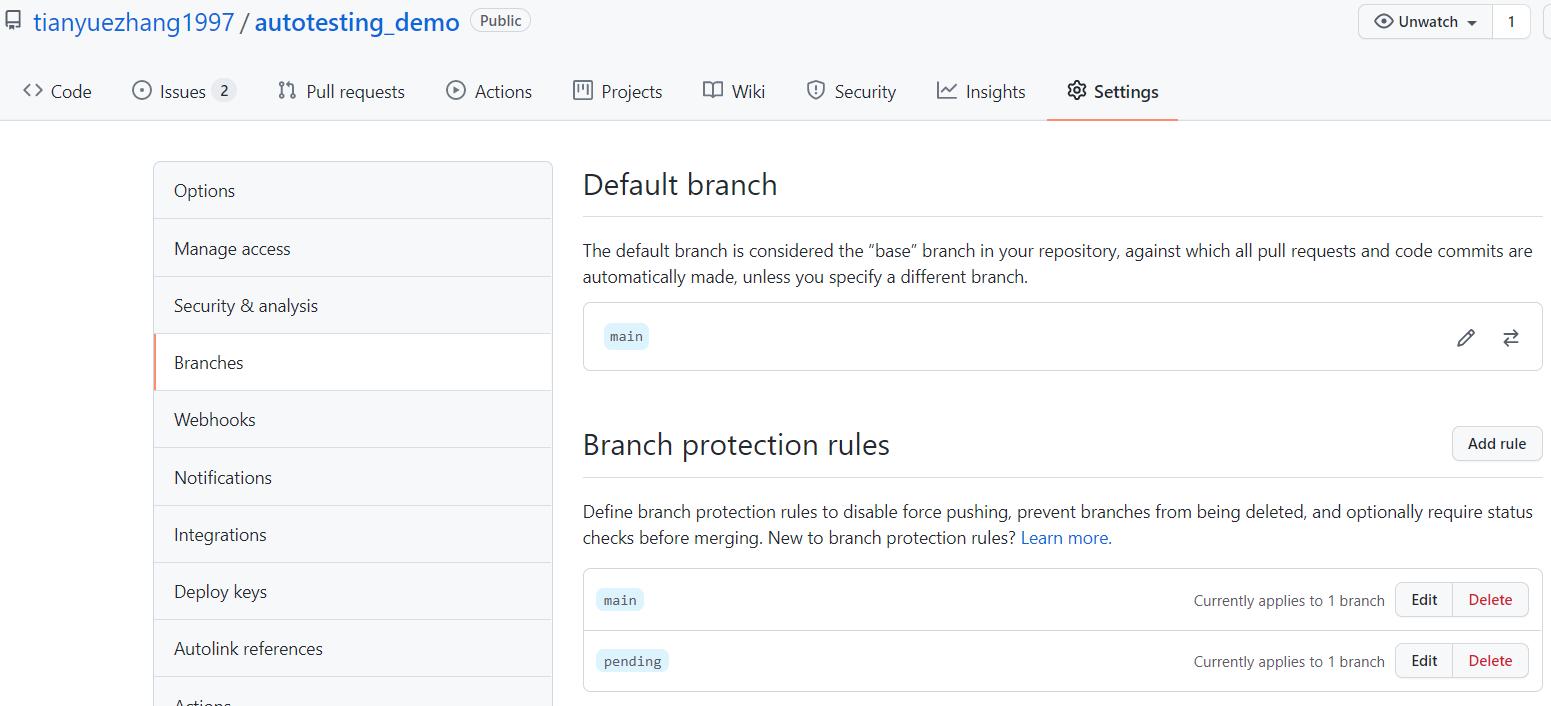 tianyuezhang1997 / autotesting_demo Public Unwatch 1
Code Issues 2 Pull requests Actions Projects Wiki Security Insights Settings
Options
Manage access
Security & analysis
Branches
Webhooks
Notifications
Integrations
Deploy keys
Autolink references
Actions
Default branch
The default branch is considered the “base” branch in your repository, against which all pull requests and code commits are
automatically made, unless you specify a different branch.
main
Branch protection rules Add rule
Define branch protection rules to disable force pushing, prevent branches from being deleted, and optionally require status
checks before merging. New to branch protection rules? Learn more.
main Currently applies to 1 branch Edit Delete
pending Currently applies to 1 branch Edit Delete